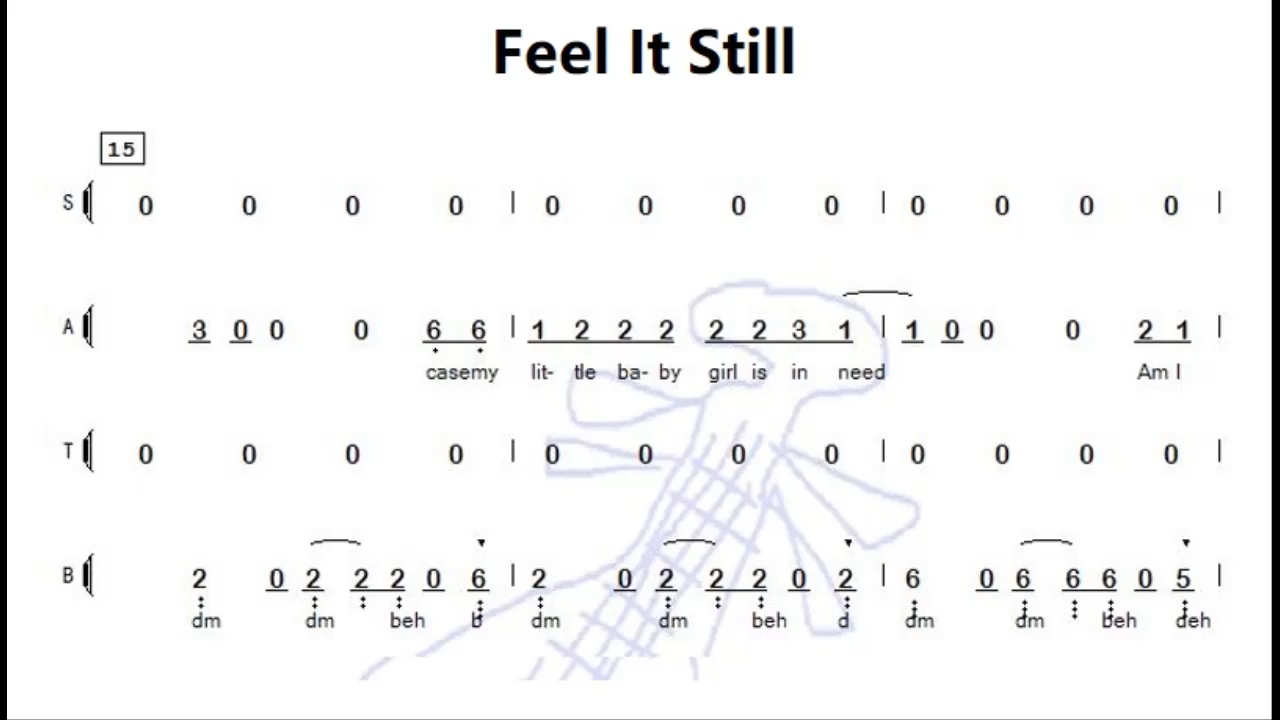 Feel It Still
15
S 0 0 0 0 | 0 0 0 0 | 0 0 0 0 |
A 3 0 0 0 6 6 | 1 2 2 2 2 2 3 1 | 1 0 0 0 2 1 |
casemy lit- tle ba- by girl is in need Am I
T 0 0 0 0 | 0 0 0 0 | 0 0 0 0 |
B 2 0 2 2 2 0 6 | 2 0 2 2 2 0 2 | 6 0 6 6 6 0 5 |
dm dm beh b dm dm beh d dm dm beh deh